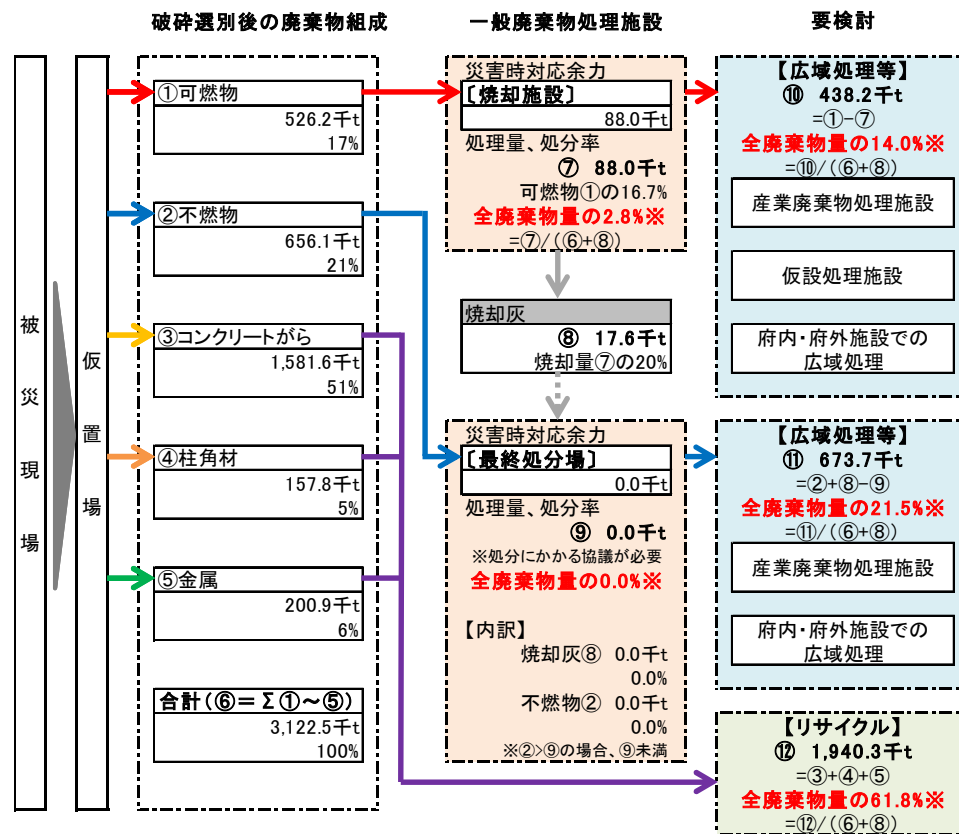 破砕選別後の廃棄物組成
一般廃棄物処理施設
要検討
被災現場
仮置場
①可燃物
526.2千t
17%
②不燃物
656.1千t
21%
③コンクリートがら
1,581.6千t
51%
④柱角材
157.8千t
5%
⑤金属
200.9千t
6%
合計(⑥=Σ①~⑤)
3,122.5千t
100%
災害時対応余力
〔焼却施設〕
88.0千t
処理量、処分率
⑦ 88.0千t
可燃物①の16.7%
全廃棄物量の2.8%※
=⑦/(⑥+⑧)
焼却灰
⑧ 17.6千t
焼却量⑦の20%
災害時対応余力
〔最終処分場〕
0.0千t
処理量、処分率
⑨ 0.0千t
※処分にかかる協議が必要
全廃棄物量の0.0%※
【内訳】
焼却灰⑧ 0.0千t
0.0%
不燃物② 0.0千t
0.0%
※②>⑨の場合、⑨未満
【広域処理等】
⑩ 438.2千t
=①-⑦
全廃棄物量の14.0%※
=⑩/(⑥+⑧)
産業廃棄物処理施設
仮設処理施設
府内・府外施設での
広域処理
【広域処理等】
⑪ 673.7千t
=②+⑧-⑨
全廃棄物量の21.5%※
=⑪/(⑥+⑧)
産業廃棄物処理施設
府内・府外施設での
広域処理
【リサイクル】
⑫ 1,940.3千t
=③+④+⑤
全廃棄物量の61.8%※
=⑫/(⑥+⑧)